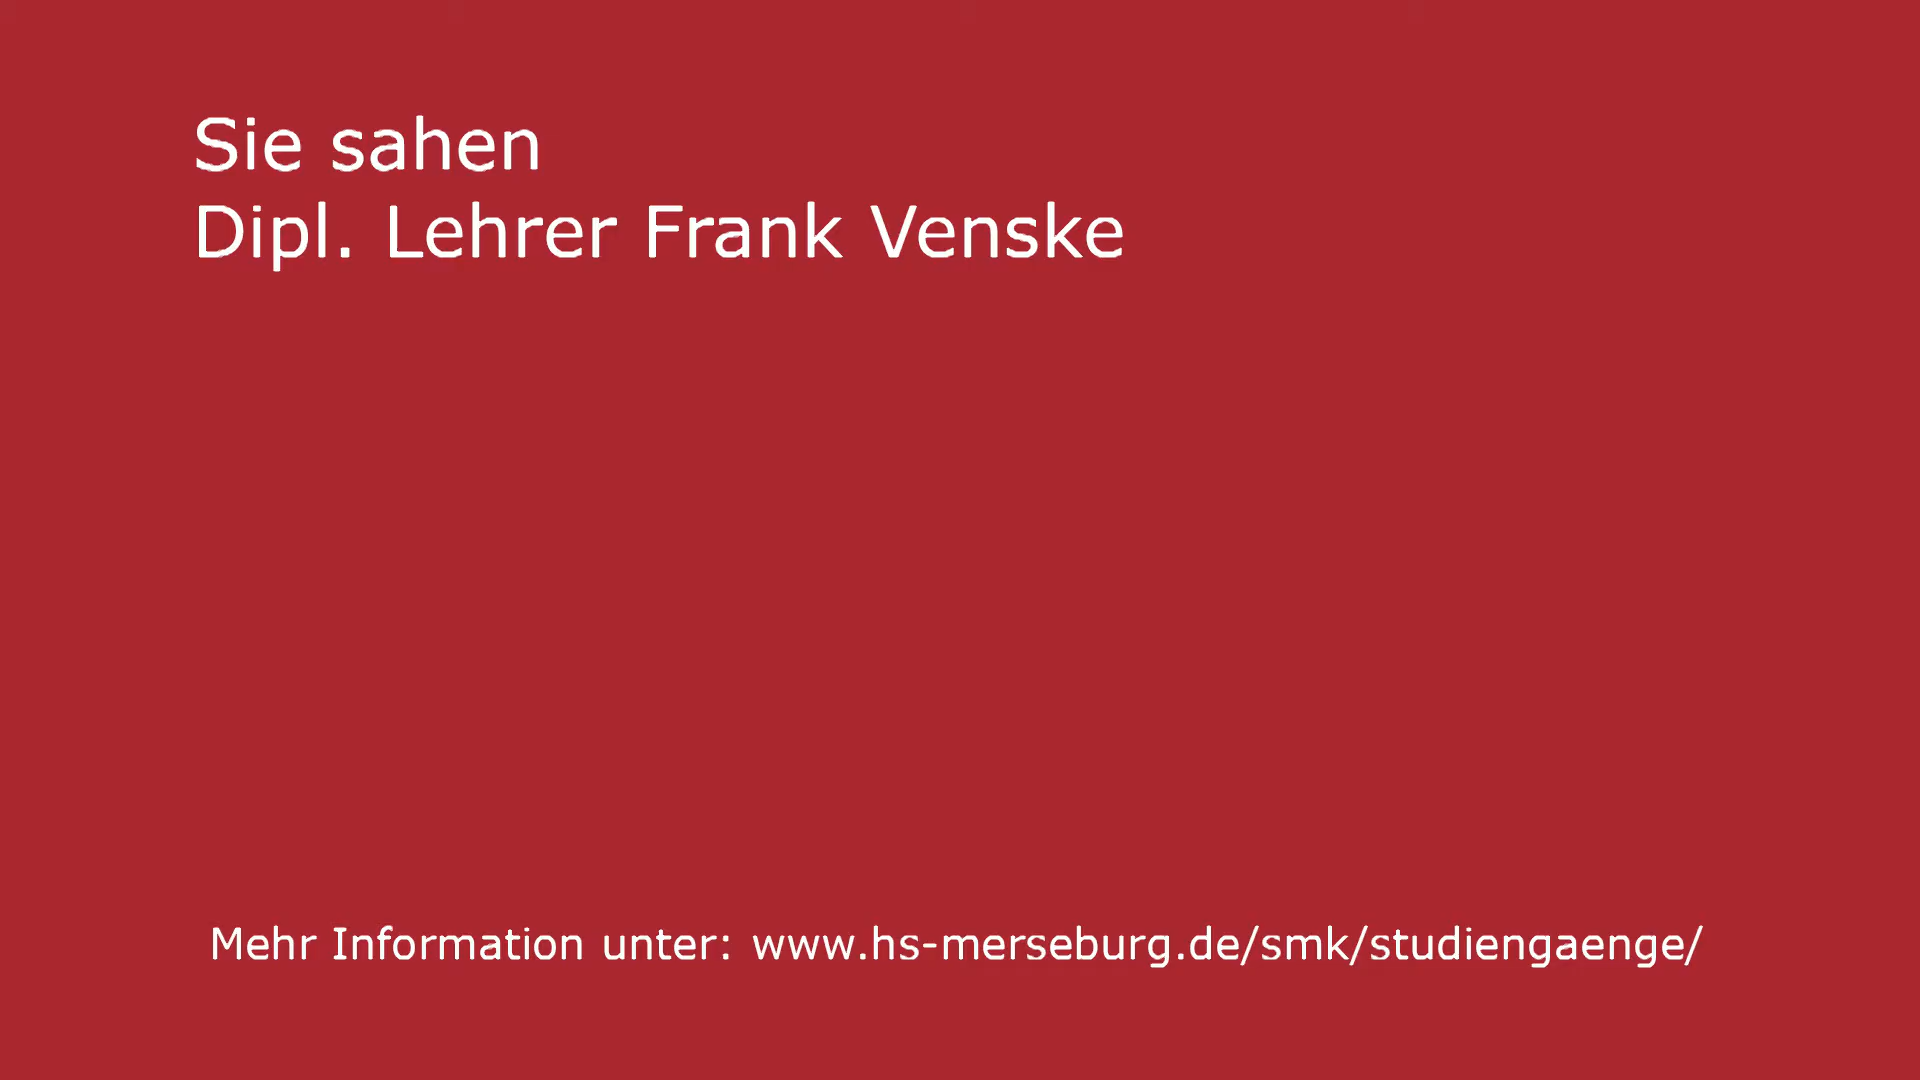 Sie sahen
Dipl. Lehrer Frank Venske
Mehr Information unter: www.hs-merseburg.de/smk/studiengaenge/